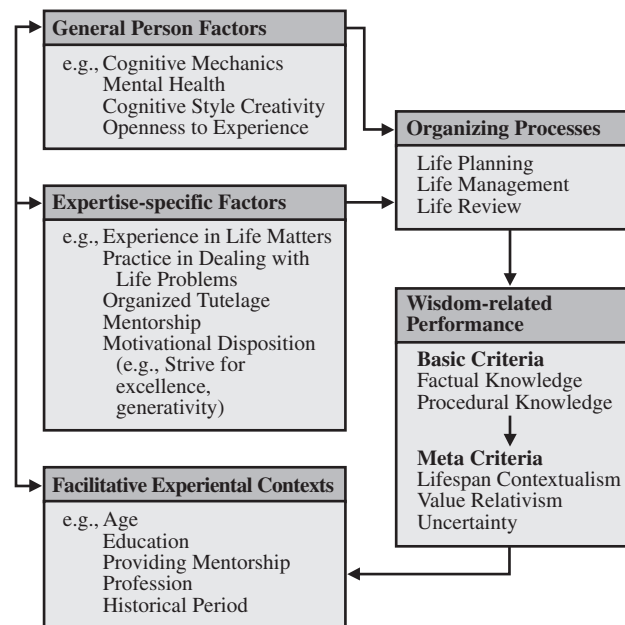 General Person Factors
e.g., Cognitive Mechanics
Mental Health
Cognitive Style Creativity
Openness to Experience
Expertise-specific Factors
e.g., Experience in Life Matters
Practice in Dealing with
Life Problems
Organized Tutelage
Mentorship
Motivational Disposition
(e.g., Strive for
excellence,
generativity)
Facilitative Experiental Contexts
e.g., Age
Education
Providing Mentorship
Profession
Historical Period
Organizing Processes
Life Planning
Life Management
Life Review
Wisdom-related
Performance
Basic Criteria
Factual Knowledge
Procedural Knowledge
Meta Criteria
Lifespan Contextualism
Value Relativism
Uncertainty